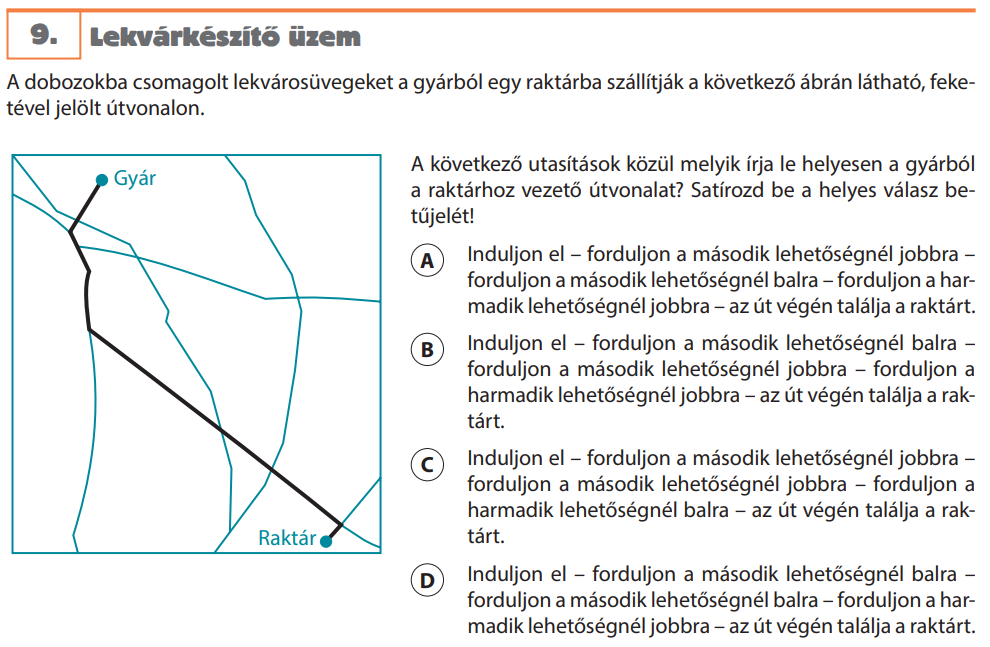 9. Lekvárkészítő üzem
A dobozokba csomagolt lekvárosüvegeket a gyárból egy raktárba szállítják a következő ábrán látható, feke-
tével jelölt útvonalon.
Gyár
Raktár
A következő utasítások közül melyik írja le helyesen a gyárból
a raktárhoz vezető útvonalat? Satírozd be a helyes válasz be-
tűjelét!
A Induljon el – forduljon a második lehetőségnél jobbra –
forduljon a második lehetőségnél balra – forduljon a har-
madik lehetőségnél jobbra – az út végén találja a raktárt.
B Induljon el – forduljon a második lehetőségnél balra –
forduljon a második lehetőségnél jobbra – forduljon a
harmadik lehetőségnél jobbra – az út végén találja a rak-
tárt.
C Induljon el – forduljon a második lehetőségnél jobbra –
forduljon a második lehetőségnél jobbra – forduljon a
harmadik lehetőségnél balra – az út végén találja a rak-
tárt.
D Induljon el – forduljon a második lehetőségnél balra –
forduljon a második lehetőségnél balra – forduljon a har-
madik lehetőségnél jobbra – az út végén találja a raktárt.